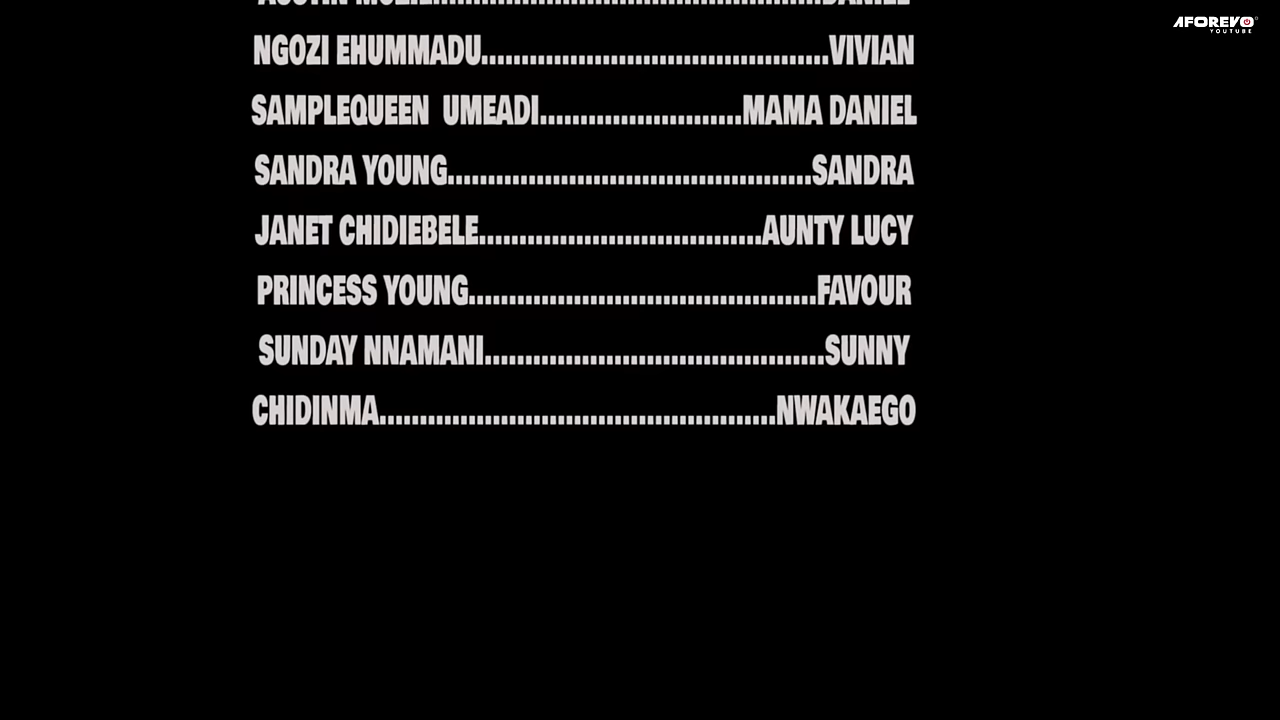 DANIEL
NGOZI EHUMMADU...........................................VIVIAN
SAMPLEQUEEN UMEADI.........................MAMA DANIEL
SANDRA YOUNG.............................................SANDRA
JANET CHIDIEBELE...................................AUNTY LUCY
PRINCESS YOUNG...........................................FAVOUR
SUNDAY NNAMANI..........................................SUNNY
CHIDINMA.................................................NWAKAEGO
AFOREVO
YOUTUBE